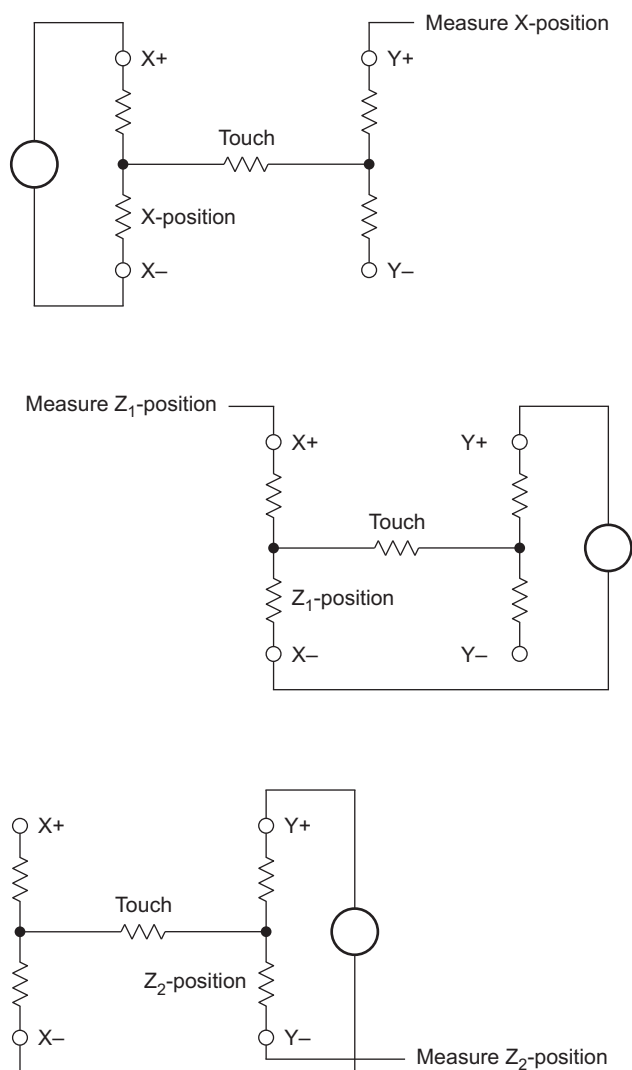 Measure X-position
X+
Y+
Touch
X-position
X–
Y–
Measure Z₁-position
X+
Y+
Touch
Z₁-position
X–
Y–
X+
Y+
Touch
Z₂-position
X–
Y–
Measure Z₂-position